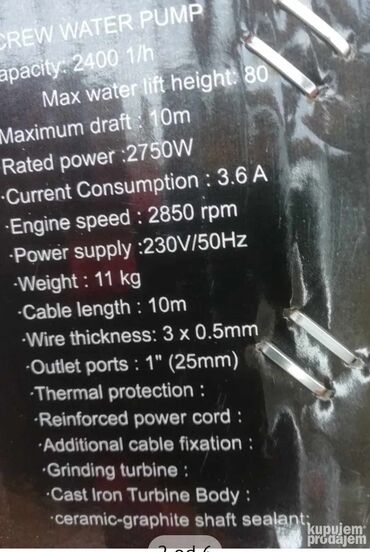 CREW WATER PUMP
apacity: 2400 1/h
Max water lift height: 80
Maximum draft : 10m
Rated power :2750W
·Current Consumption : 3.6 A
·Engine speed : 2850 rpm
·Power supply :230V/50Hz
·Weight : 11 kg
·Cable length : 10m
·Wire thickness: 3 x 0.5mm
·Outlet ports : 1" (25mm)
·Thermal protection :
·Reinforced power cord :
·Additional cable fixation :
·Grinding turbine :
·Cast Iron Turbine Body :
·ceramic-graphite shaft sealant:
kupujem
prodajem
2 od 6